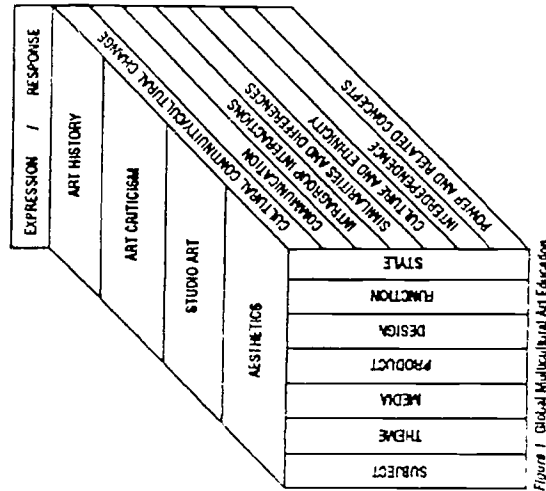 EXPRESSION / RESPONSE
ART HISTORY
ART CRITICISM
STUDIO ART
AESTHETICS
CULTURAL CONTINUITY/CULTURAL CHANGE
COMMUNICATION
INTRAGROUP INTERACTIONS
SIMILARITIES AND DIFFERENCES
CULTURE AND ETHNICITY
INTERDEPENDENCE
POWER AND RELATED CONCEPTS
STYLE
FUNCTION
DESIGN
PRODUCT
MEDIA
THEME
SUBJECT
Figure 1 Global Multicultural Art Education